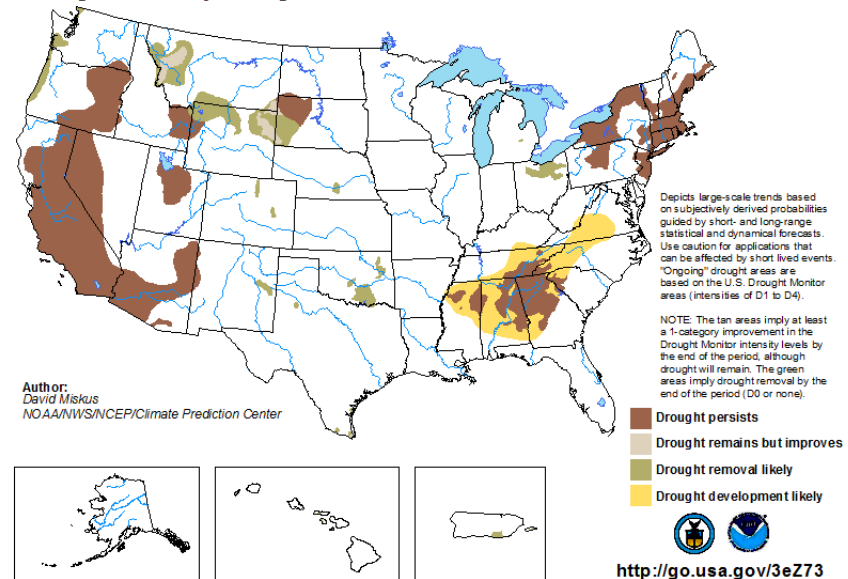 Depicts large-scale trends based
on subjectively derived probabilities
guided by short- and long-range
statistical and dynamical forecasts.
Use caution for applications that
can be affected by short lived events.
"Ongoing" drought areas are
based on the U.S. Drought Monitor
areas (intensities of D1 to D4).
NOTE: The tan areas imply at least
a 1-category improvement in the
Drought Monitor intensity levels by
the end of the period, although
drought will remain. The green
areas imply drought removal by the
end of the period (D0 or none).
Author:
David Miskus
NOAA/NWS/NCEP/Climate Prediction Center
Drought persists
Drought remains but improves
Drought removal likely
Drought development likely
http://go.usa.gov/3eZ73